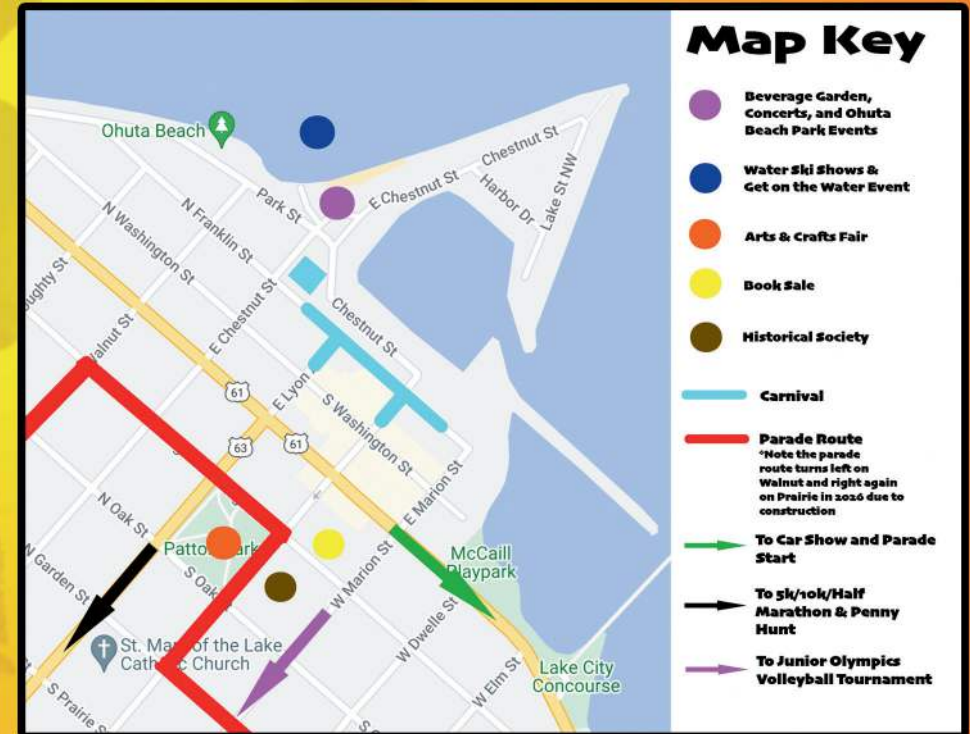 Map Key
Beverage Garden,
Concerts, and Ohuta
Beach Park Events
Water Ski Shows &
Get on the Water Event
Arts & Crafts Fair
Book Sale
Historical Society
Carnival
Parade Route
*Note the parade
route turns left on
Walnut and right again
on Prairie in 2026 due to
construction
To Car Show and Parade
Start
To 5k/10k/Half
Marathon & Penny
Hunt
To Junior Olympics
Volleyball Tournament
Ohuta Beach
Park St
E Chestnut St
Chestnut St
Harbor Dr
Lake St NW
N Franklin St
N Washington St
E Chestnut St
Chestnut St
61
E Lyon
S Washington St
63
61
E Marion St
N Oak St
N Garden St
S Oak
W Marion St
McCaill
Playpark
St. Mary of the Lake
Catholic Church
W Dwelle St
W Elm St
Lake City
Concourse
S Prairie S